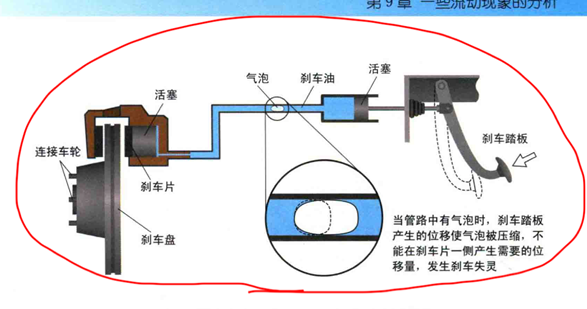 第9章 一些流动现象的分析
活塞
气泡
刹车油
活塞
刹车踏板
连接车轮
刹车片
刹车盘
当管路中有气泡时，刹车踏板
产生的位移使气泡被压缩，不
能在刹车片一侧产生需要的位
移量，发生刹车失灵